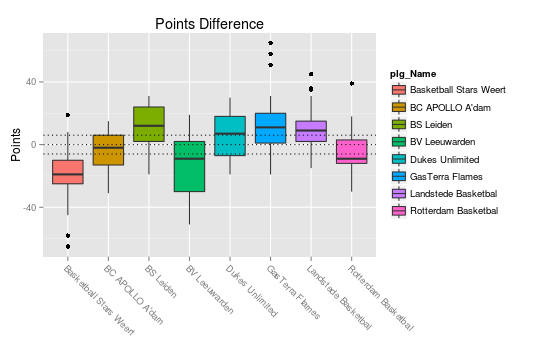 Points Difference
Points
40
0
-40
Basketball Stars Weert
BC APOLLO A'dam
BS Leiden
BV Leeuwarden
Dukes Unlimited
GasTerra Flames
Landstede Basketbal
Rotterdam Basketbal
plg_Name
Basketball Stars Weert
BC APOLLO A'dam
BS Leiden
BV Leeuwarden
Dukes Unlimited
GasTerra Flames
Landstede Basketbal
Rotterdam Basketbal